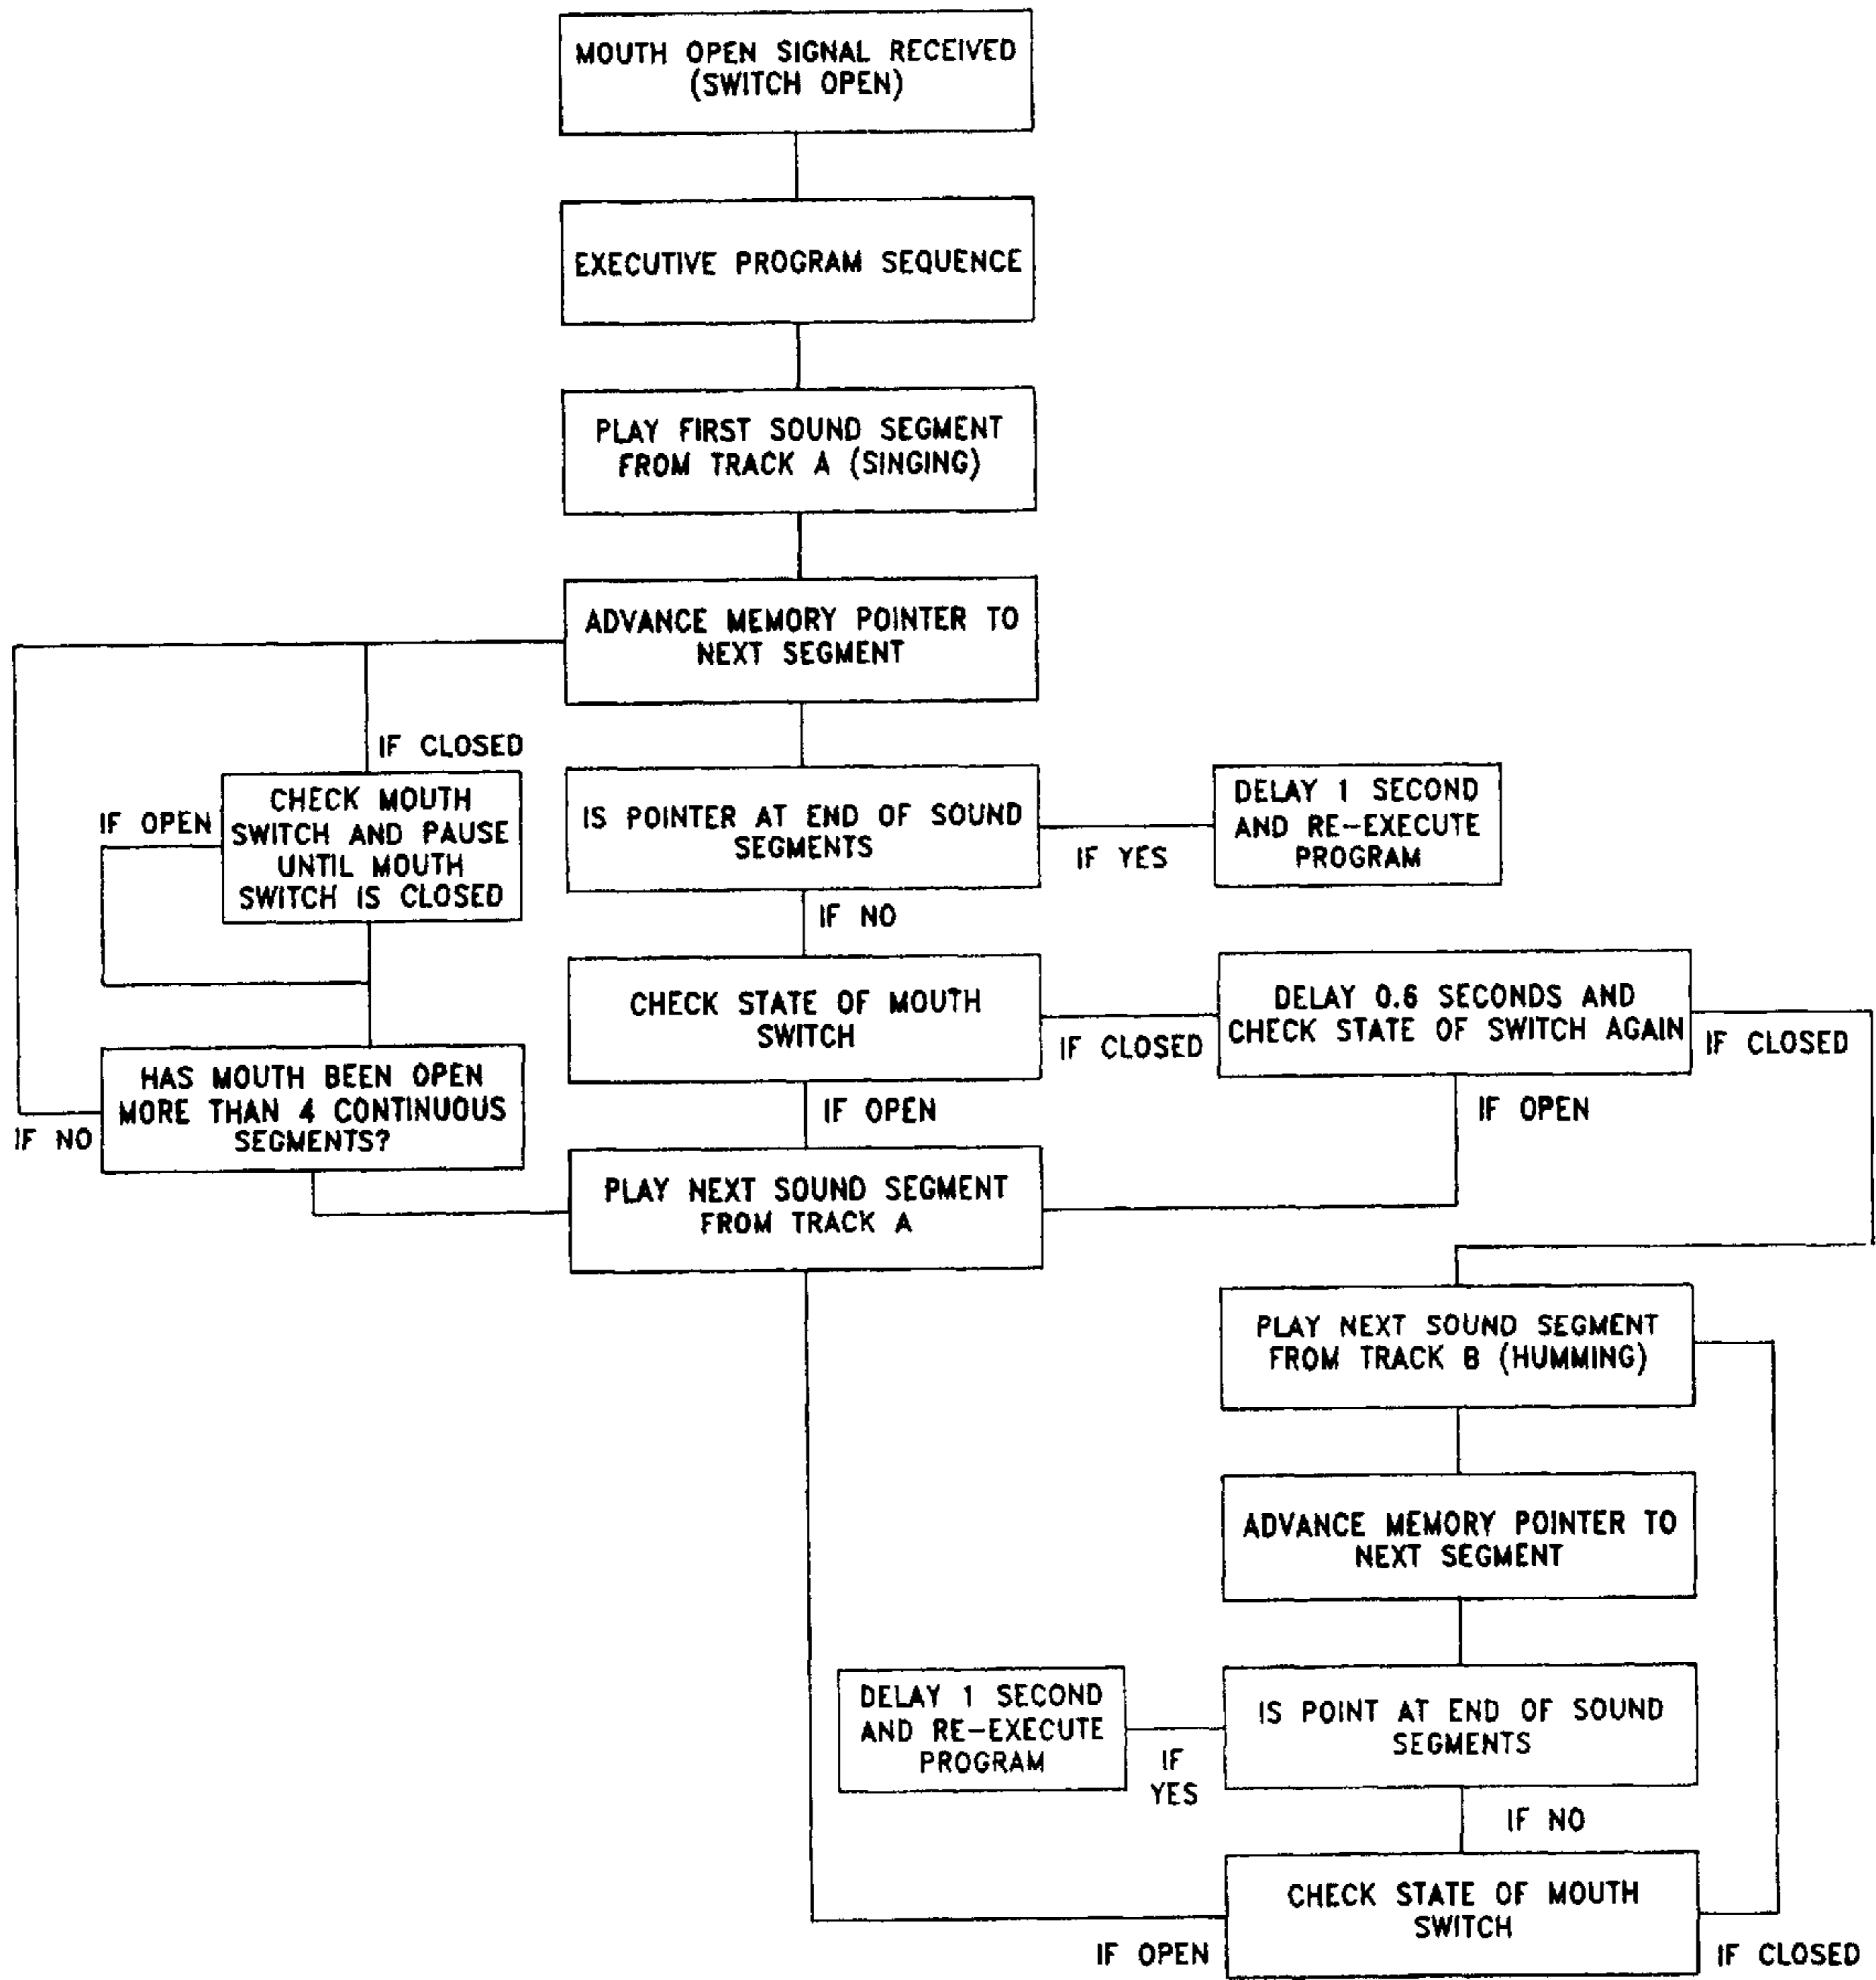 MOUTH OPEN SIGNAL RECEIVED
(SWITCH OPEN)
EXECUTIVE PROGRAM SEQUENCE
PLAY FIRST SOUND SEGMENT
FROM TRACK A (SINGING)
ADVANCE MEMORY POINTER TO
NEXT SEGMENT
IF CLOSED
CHECK MOUTH
SWITCH AND PAUSE
UNTIL MOUTH
SWITCH IS CLOSED
IF OPEN
IS POINTER AT END OF SOUND
SEGMENTS
IF YES
DELAY 1 SECOND
AND RE-EXECUTE
PROGRAM
IF NO
CHECK STATE OF MOUTH
SWITCH
IF CLOSED
DELAY 0.6 SECONDS AND
CHECK STATE OF SWITCH AGAIN
IF CLOSED
HAS MOUTH BEEN OPEN
MORE THAN 4 CONTINUOUS
SEGMENTS?
IF NO
IF OPEN
IF OPEN
PLAY NEXT SOUND SEGMENT
FROM TRACK A
PLAY NEXT SOUND SEGMENT
FROM TRACK B (HUMMING)
ADVANCE MEMORY POINTER TO
NEXT SEGMENT
DELAY 1 SECOND
AND RE-EXECUTE
PROGRAM
IF
YES
IS POINT AT END OF SOUND
SEGMENTS
IF NO
CHECK STATE OF MOUTH
SWITCH
IF OPEN
IF CLOSED